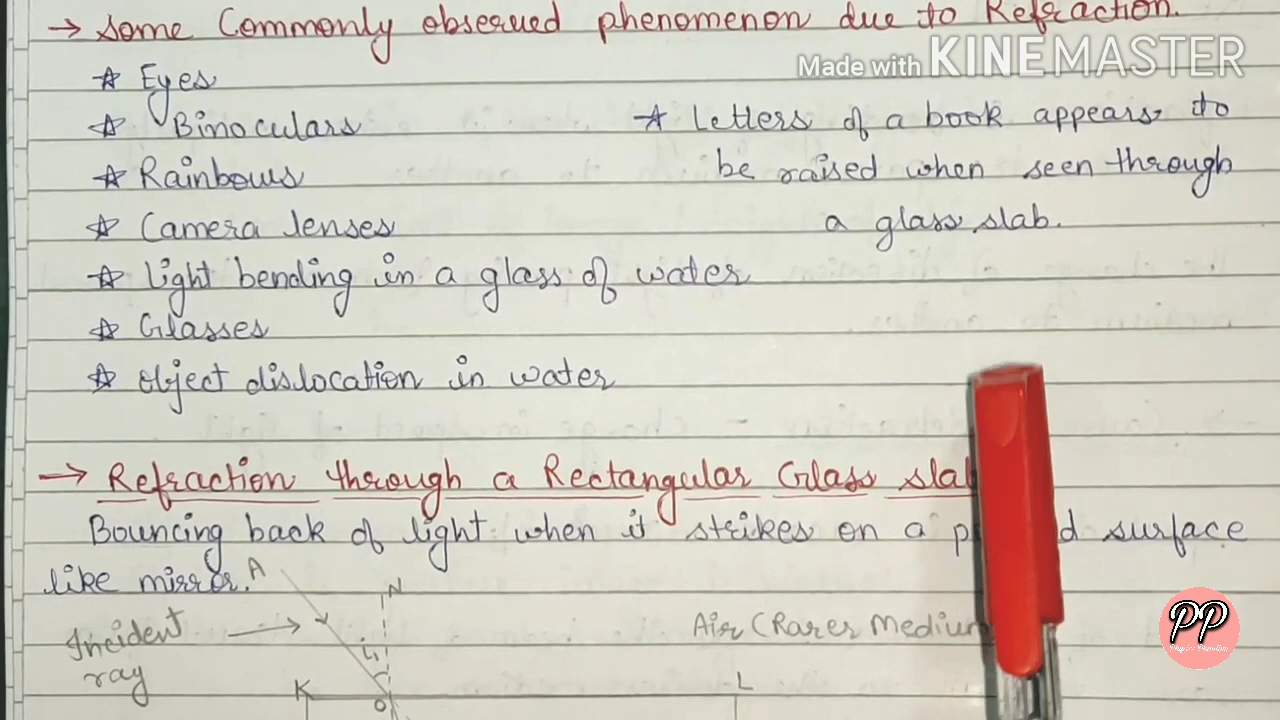 → Some Commonly observed phenomenon due to Refraction.
Made with KINEMASTER
☆ Eyes
☆ Binoculars
☆ Rainbows
☆ Camera lenses
☆ light bending in a glass of water
☆ Glasses
☆ object dislocation in water
☆ letters of a book appears to
be raised when seen through
a glass slab.
→ Refraction through a Rectangular Glass slab
Bouncing back of light when it strikes on a surface
like mirror.
A
N
Incident
ray
Air (Rarer Medium
i₁
K
O
L
PP